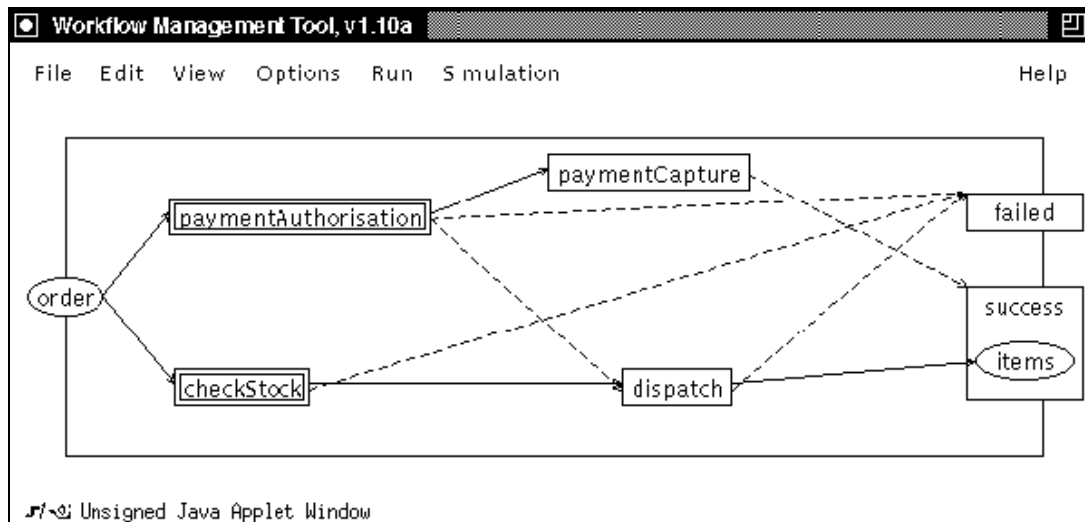 Workflow Management Tool, v1.10a
File Edit View Options Run Simulation Help
paymentCapture
paymentAuthorisation
failed
order
success
items
checkStock
dispatch
Unsigned Java Applet Window